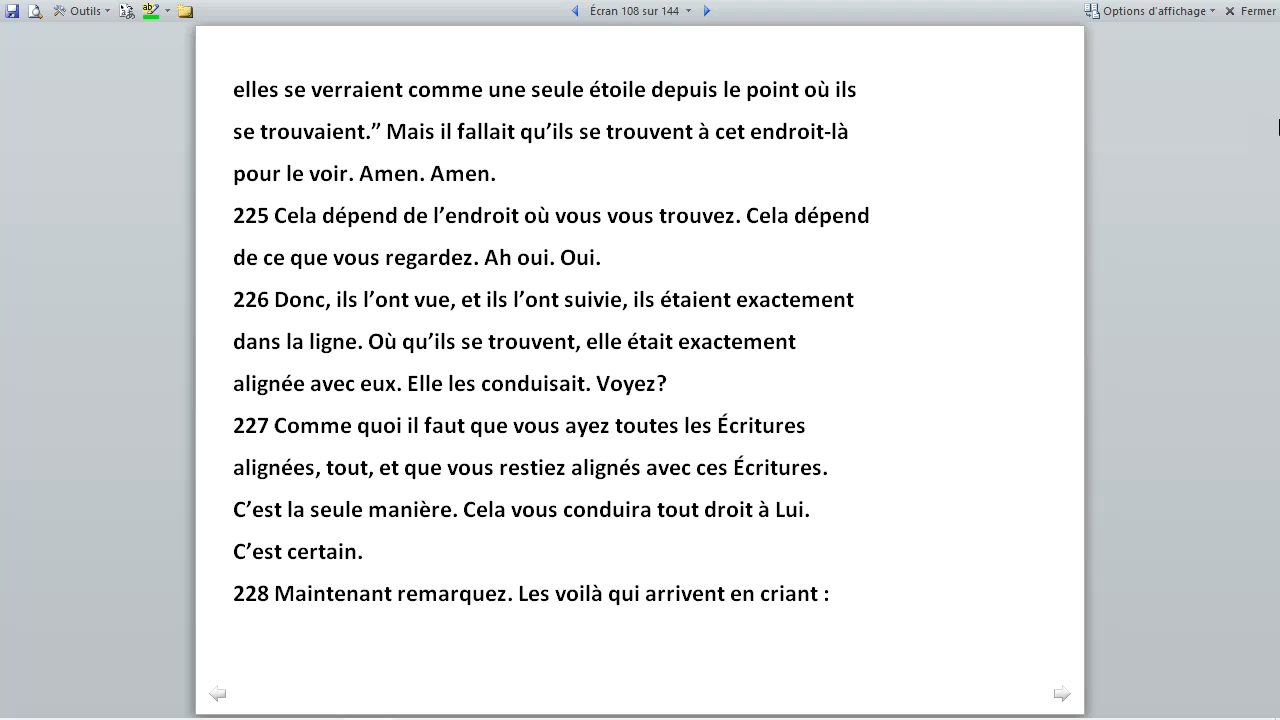 Outils
Écran 108 sur 144
Options d'affichage
Fermer
elles se verraient comme une seule étoile depuis le point où ils
se trouvaient.” Mais il fallait qu’ils se trouvent à cet endroit-là
pour le voir. Amen. Amen.
225 Cela dépend de l’endroit où vous vous trouvez. Cela dépend
de ce que vous regardez. Ah oui. Oui.
226 Donc, ils l’ont vue, et ils l’ont suivie, ils étaient exactement
dans la ligne. Où qu’ils se trouvent, elle était exactement
alignée avec eux. Elle les conduisait. Voyez?
227 Comme quoi il faut que vous ayez toutes les Écritures
alignées, tout, et que vous restiez alignés avec ces Écritures.
C’est la seule manière. Cela vous conduira tout droit à Lui.
C’est certain.
228 Maintenant remarquez. Les voilà qui arrivent en criant :